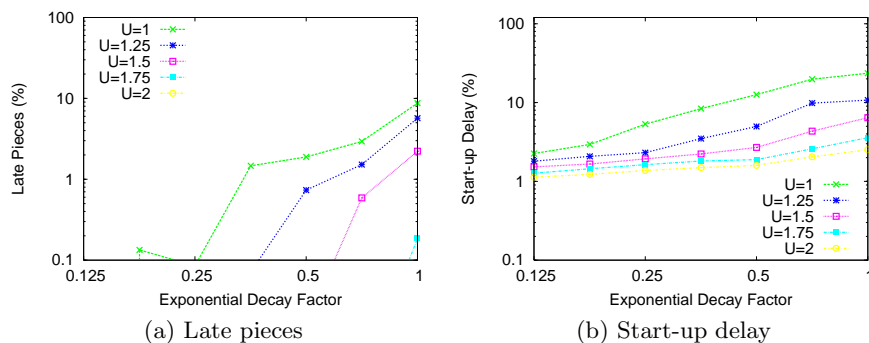 Late Pieces (%)
100
10
1
0.1
0.125
0.25
0.5
1
U=1
U=1.25
U=1.5
U=1.75
U=2
Exponential Decay Factor
(a) Late pieces
Start-up Delay (%)
100
10
1
0.1
0.125
0.25
0.5
1
U=1
U=1.25
U=1.5
U=1.75
U=2
Exponential Decay Factor
(b) Start-up delay